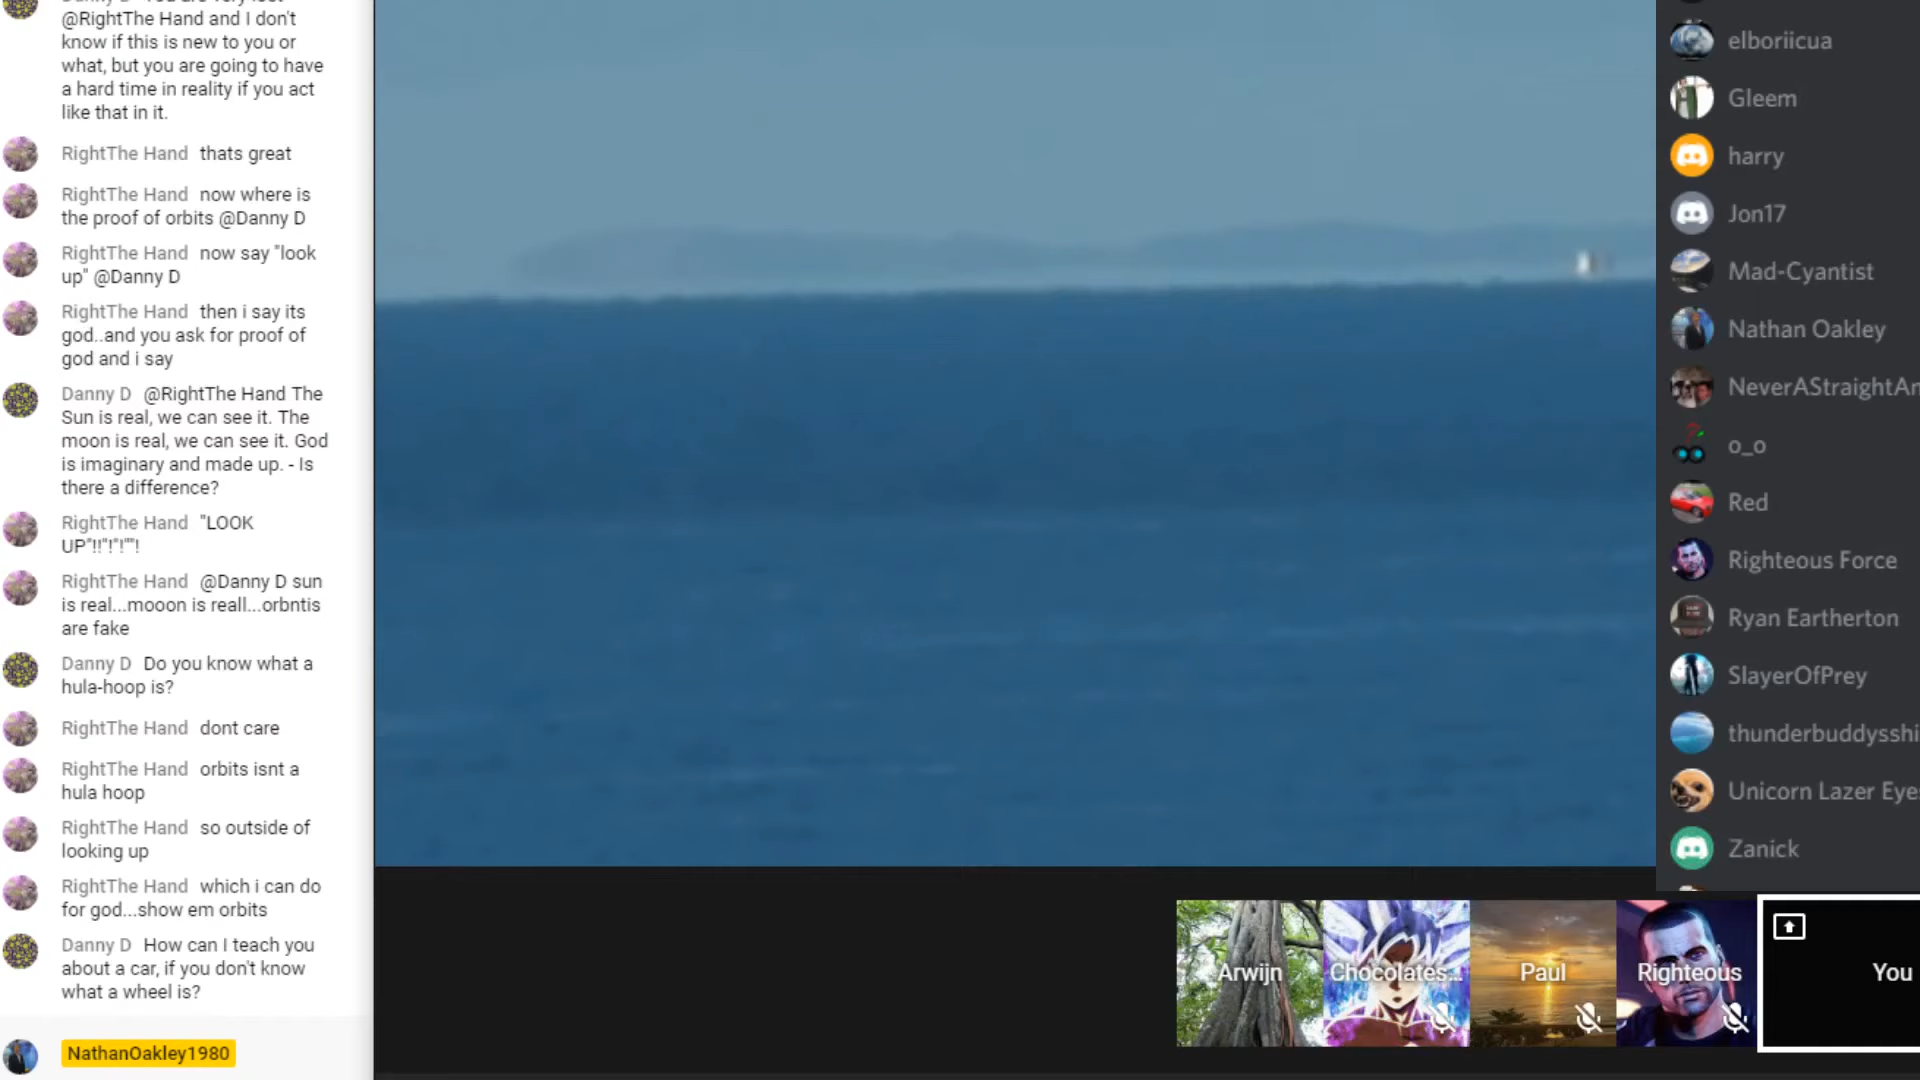 @RightThe Hand and I don't
know if this is new to you or
what, but you are going to have
a hard time in reality if you act
like that in it.
RightThe Hand thats great
RightThe Hand now where is
the proof of orbits @Danny D
RightThe Hand now say "look
up" @Danny D
RightThe Hand then i say its
god..and you ask for proof of
god and i say
Danny D @RightThe Hand The
Sun is real, we can see it. The
moon is real, we can see it. God
is imaginary and made up. - Is
there a difference?
RightThe Hand "LOOK
UP"!!"!"!""!
RightThe Hand @Danny D sun
is real...mooon is reall...orbntis
are fake
Danny D Do you know what a
hula-hoop is?
RightThe Hand dont care
RightThe Hand orbits isnt a
hula hoop
RightThe Hand so outside of
looking up
RightThe Hand which i can do
for god...show em orbits
Danny D How can I teach you
about a car, if you don't know
what a wheel is?
NathanOakley1980
elboriicua
Gleem
harry
Jon17
Mad-Cyantist
Nathan Oakley
NeverAStraightAn
o_o
Red
Righteous Force
Ryan Eartherton
SlayerOfPrey
thunderbuddysshi
Unicorn Lazer Eye
Zanick
Arwijn
Chocolates...
Paul
Righteous
You